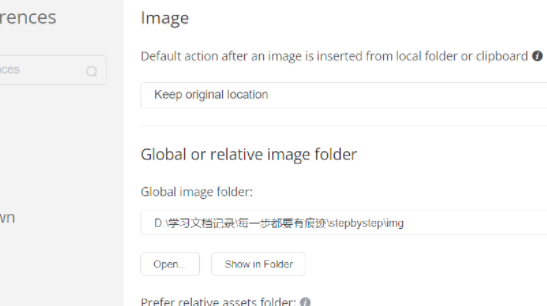 rences
Image
Default action after an image is inserted from local folder or clipboard
nces
Keep original location
Global or relative image folder
Global image folder:
wn
D:\学习文档记录\每一步都要有痕迹\stepbystep\img
Open...
Show in Folder
Prefer relative assets folder: